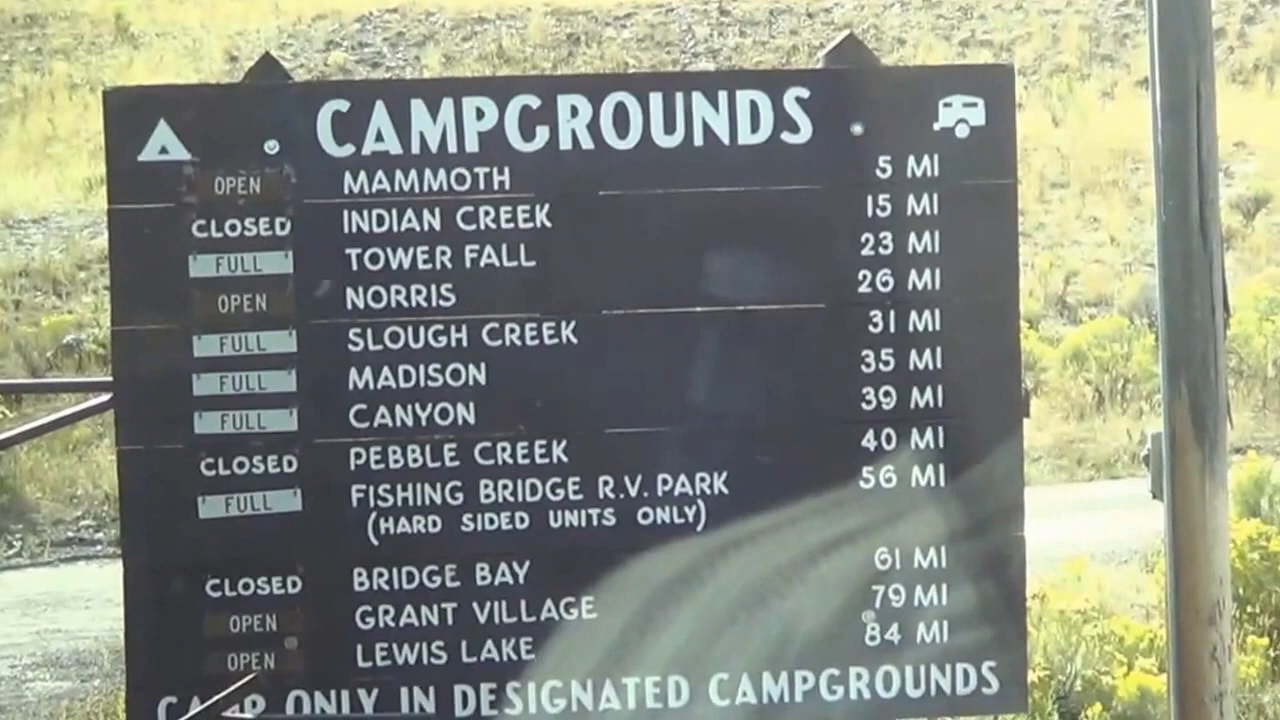 CAMPGROUNDS
OPEN MAMMOTH 5 MI
CLOSED INDIAN CREEK 15 MI
FULL TOWER FALL 23 MI
OPEN NORRIS 26 MI
FULL SLOUGH CREEK 31 MI
FULL MADISON 35 MI
FULL CANYON 39 MI
CLOSED PEBBLE CREEK 40 MI
FULL FISHING BRIDGE R.V. PARK 56 MI
(HARD SIDED UNITS ONLY)
CLOSED BRIDGE BAY 61 MI
OPEN GRANT VILLAGE 79 MI
OPEN LEWIS LAKE 84 MI
CAMP ONLY IN DESIGNATED CAMPGROUNDS